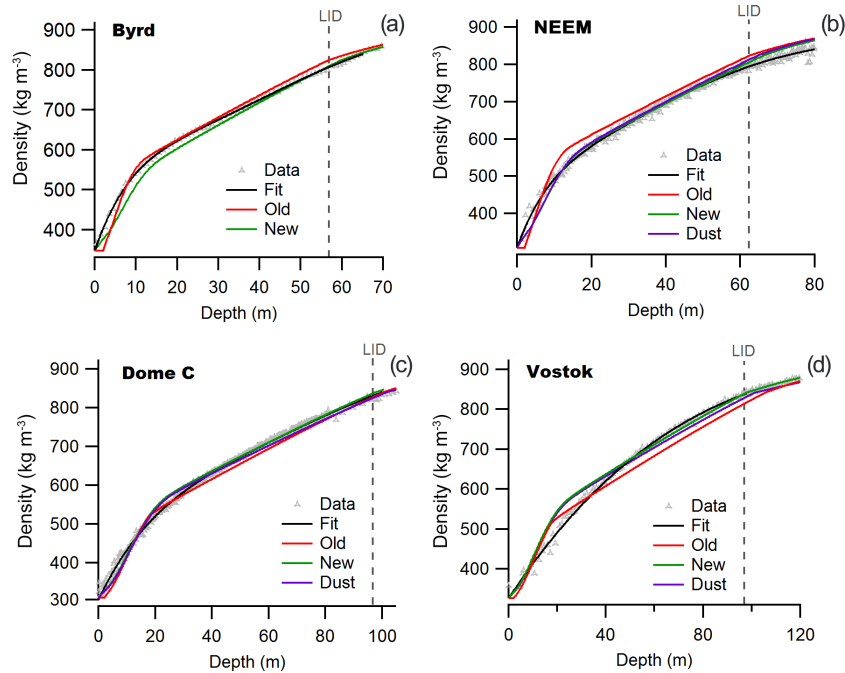 LID
(a)
Byrd
900
800
700
600
500
400
Density (kg m⁻³)
Data
Fit
Old
New
0 10 20 30 40 50 60 70
Depth (m)
LID
(b)
NEEM
900
800
700
600
500
400
Density (kg m⁻³)
Data
Fit
Old
New
Dust
0 20 40 60 80
Depth (m)
LID
(c)
Dome C
900
800
700
600
500
400
300
Density (kg m⁻³)
Data
Fit
Old
New
Dust
0 20 40 60 80 100
Depth (m)
LID
(d)
Vostok
900
800
700
600
500
400
Density (kg m⁻³)
Data
Fit
Old
New
Dust
0 40 80 120
Depth (m)